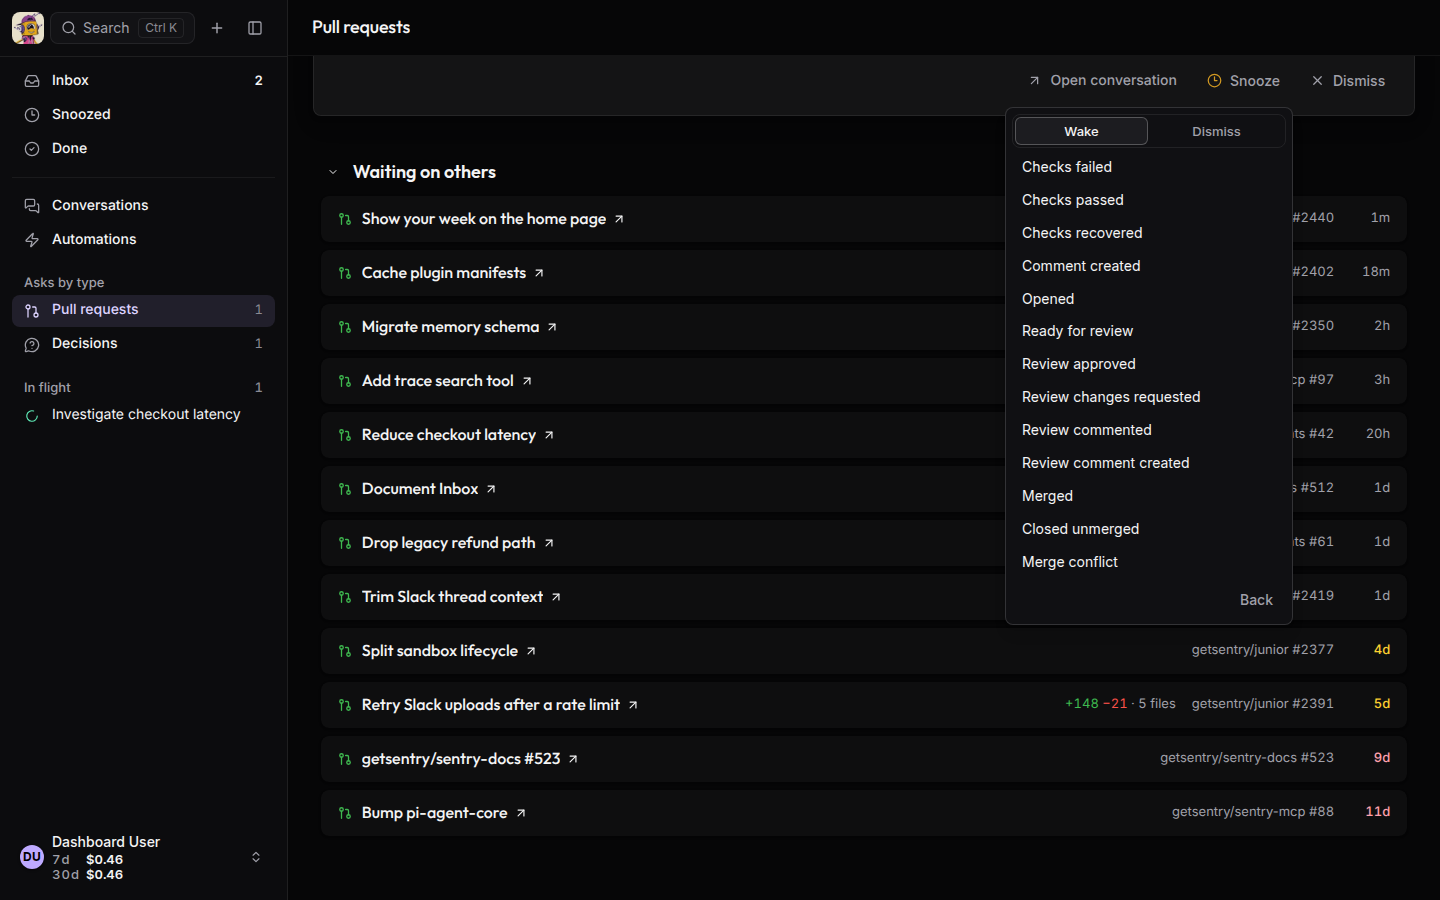 Search Ctrl K
Inbox 2
Snoozed
Done
Conversations
Automations
Asks by type
Pull requests 1
Decisions 1
In flight 1
Investigate checkout latency
DU Dashboard User
7d $0.46
30d $0.46
Pull requests
Open conversation Snooze Dismiss
Wake Dismiss
Checks failed
Checks passed
Checks recovered
Comment created
Opened
Ready for review
Review approved
Review changes requested
Review commented
Review comment created
Merged
Closed unmerged
Merge conflict
Back
Waiting on others
Show your week on the home page #2440 1m
Cache plugin manifests #2402 18m
Migrate memory schema #2350 2h
Add trace search tool #97 3h
Reduce checkout latency #42 20h
Document Inbox #512 1d
Drop legacy refund path #61 1d
Trim Slack thread context #2419 1d
Split sandbox lifecycle getsentry/junior #2377 4d
Retry Slack uploads after a rate limit +148 −21 · 5 files getsentry/junior #2391 5d
getsentry/sentry-docs #523 getsentry/sentry-docs #523 9d
Bump pi-agent-core getsentry/sentry-mcp #88 11d